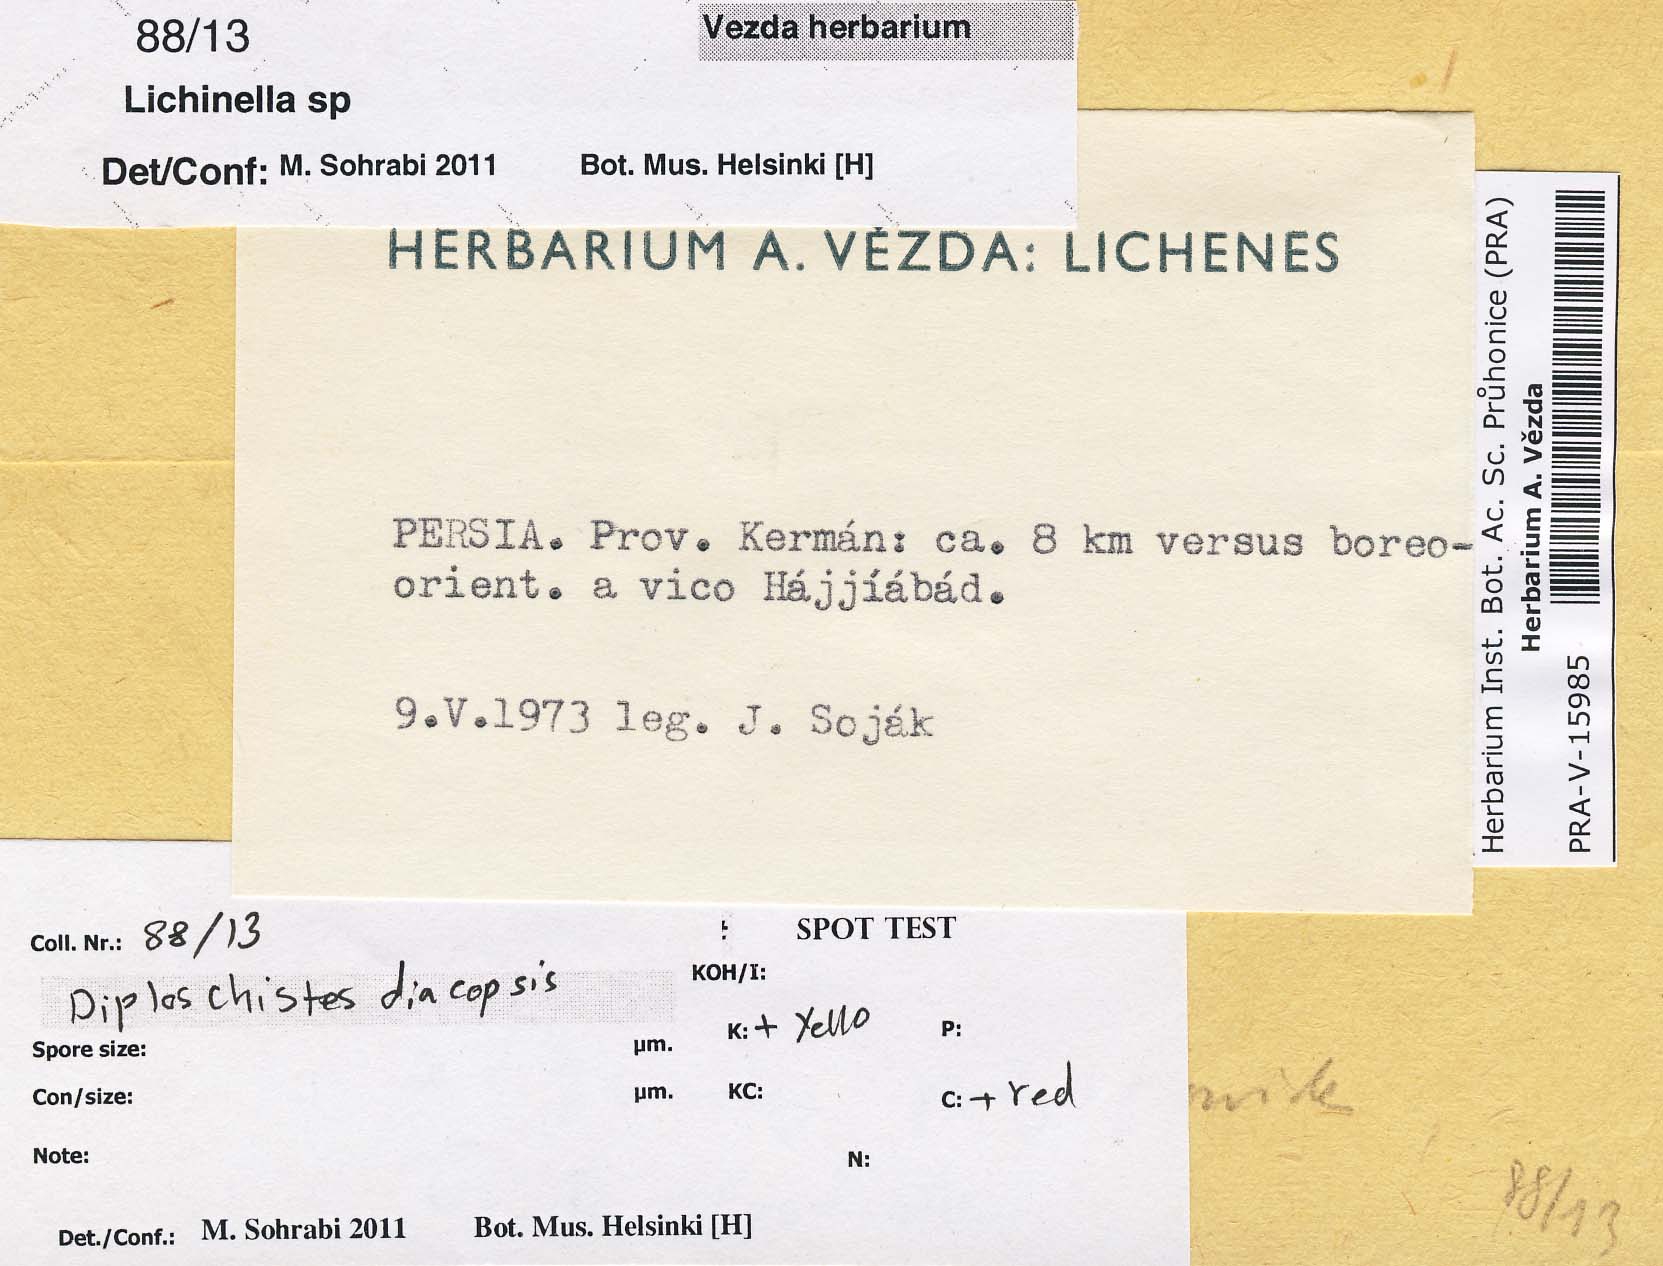 88/13
Vezda herbarium
Lichinella sp
Det/Conf: M. Sohrabi 2011 Bot. Mus. Helsinki [H]
HERBARIUM A. VĚZDA: LICHENES
PERSIA. Prov. Kermán: ca. 8 km versus boreo-
orient. a vico Hájjíábád.
9.V.1973 leg. J. Soják
Herbarium Inst. Bot. Ac. Sc. Průhonice (PRA)
Herbarium A. Vězda
PRA-V-15985
Coll. Nr.: 88/13
Diploschistes diacopsis
Spore size: µm.
Con/size: µm.
Note:
: SPOT TEST
KOH/I:
K: + Yello P:
KC: C: + red
N:
Det./Conf.: M. Sohrabi 2011 Bot. Mus. Helsinki [H]
88/13